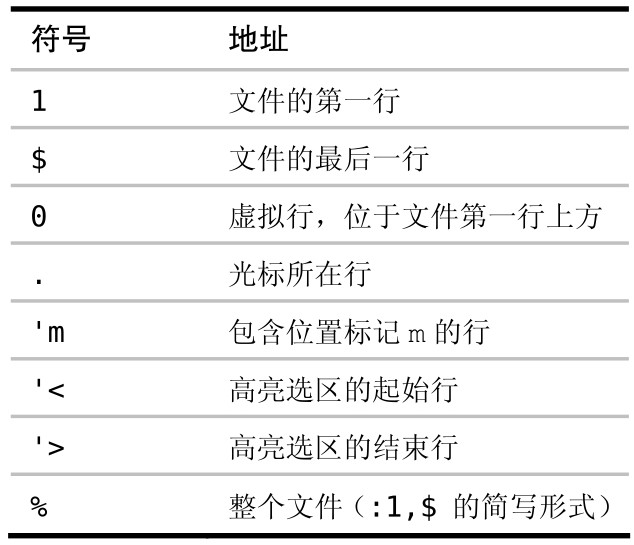 符号 地址
1 文件的第一行
$ 文件的最后一行
0 虚拟行，位于文件第一行上方
. 光标所在行
'm 包含位置标记 m 的行
'< 高亮选区的起始行
'> 高亮选区的结束行
% 整个文件（:1,$ 的简写形式）